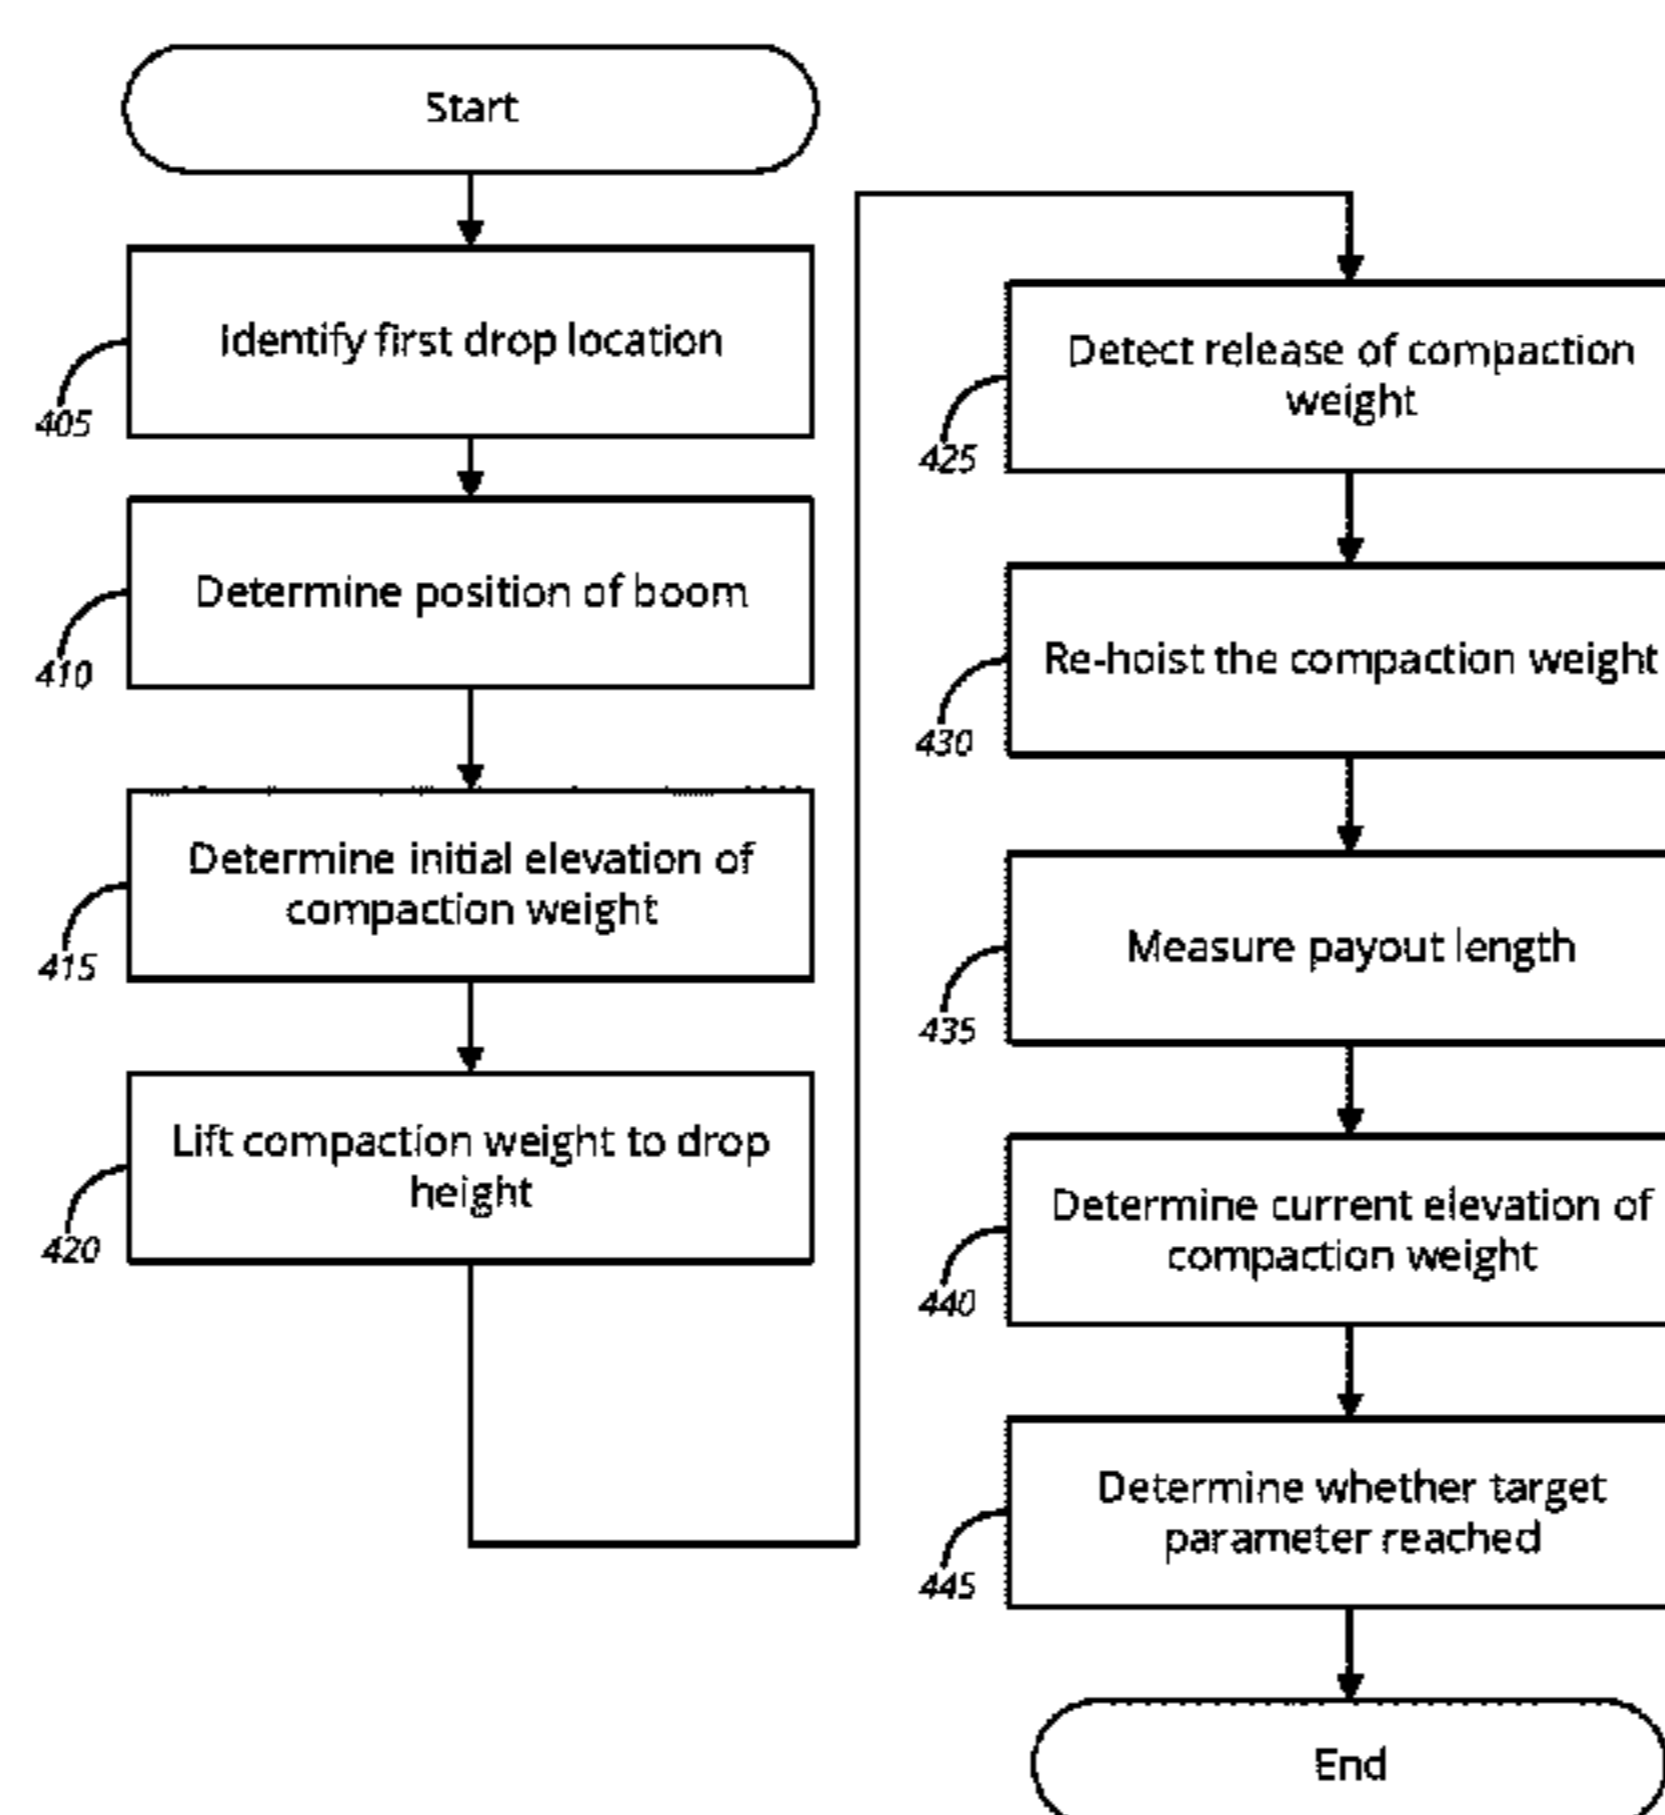 Start
Identify first drop location
405
Determine position of boom
410
Determine initial elevation of
compaction weight
415
Lift compaction weight to drop
height
420
Detect release of compaction
weight
425
Re-hoist the compaction weight
430
Measure payout length
435
Determine current elevation of
compaction weight
440
Determine whether target
parameter reached
445
End